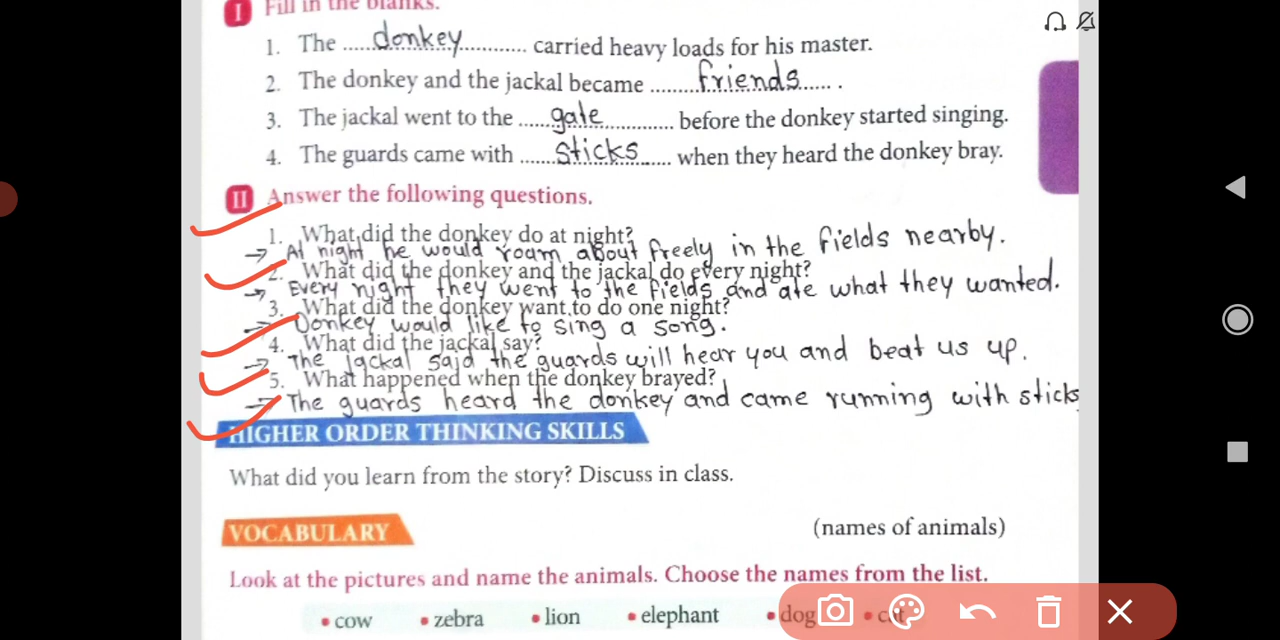 I Fill in the blanks.
1. The ......donkey............ carried heavy loads for his master.
2. The donkey and the jackal became .........friends...... .
3. The jackal went to the ......gate............ before the donkey started singing.
4. The guards came with .......sticks...... when they heard the donkey bray.
II Answer the following questions.
1. What did the donkey do at night?
→ At night he would roam about freely in the fields nearby.
2. What did the donkey and the jackal do every night?
→ Every night they went to the fields and ate what they wanted.
3. What did the donkey want to do one night?
→ Donkey would like to sing a song.
4. What did the jackal say?
→ The jackal said the guards will hear you and beat us up.
5. What happened when the donkey brayed?
→ The guards heard the donkey and came running with sticks
HIGHER ORDER THINKING SKILLS
What did you learn from the story? Discuss in class.
VOCABULARY (names of animals)
Look at the pictures and name the animals. Choose the names from the list.
• cow • zebra • lion • elephant • dog • cat